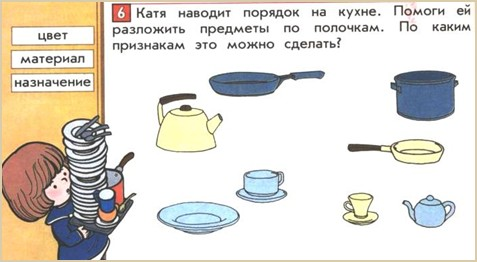 6 Катя наводит порядок на кухне. Помоги ей
разложить предметы по полочкам. По каким
признакам это можно сделать?
цвет
материал
назначение